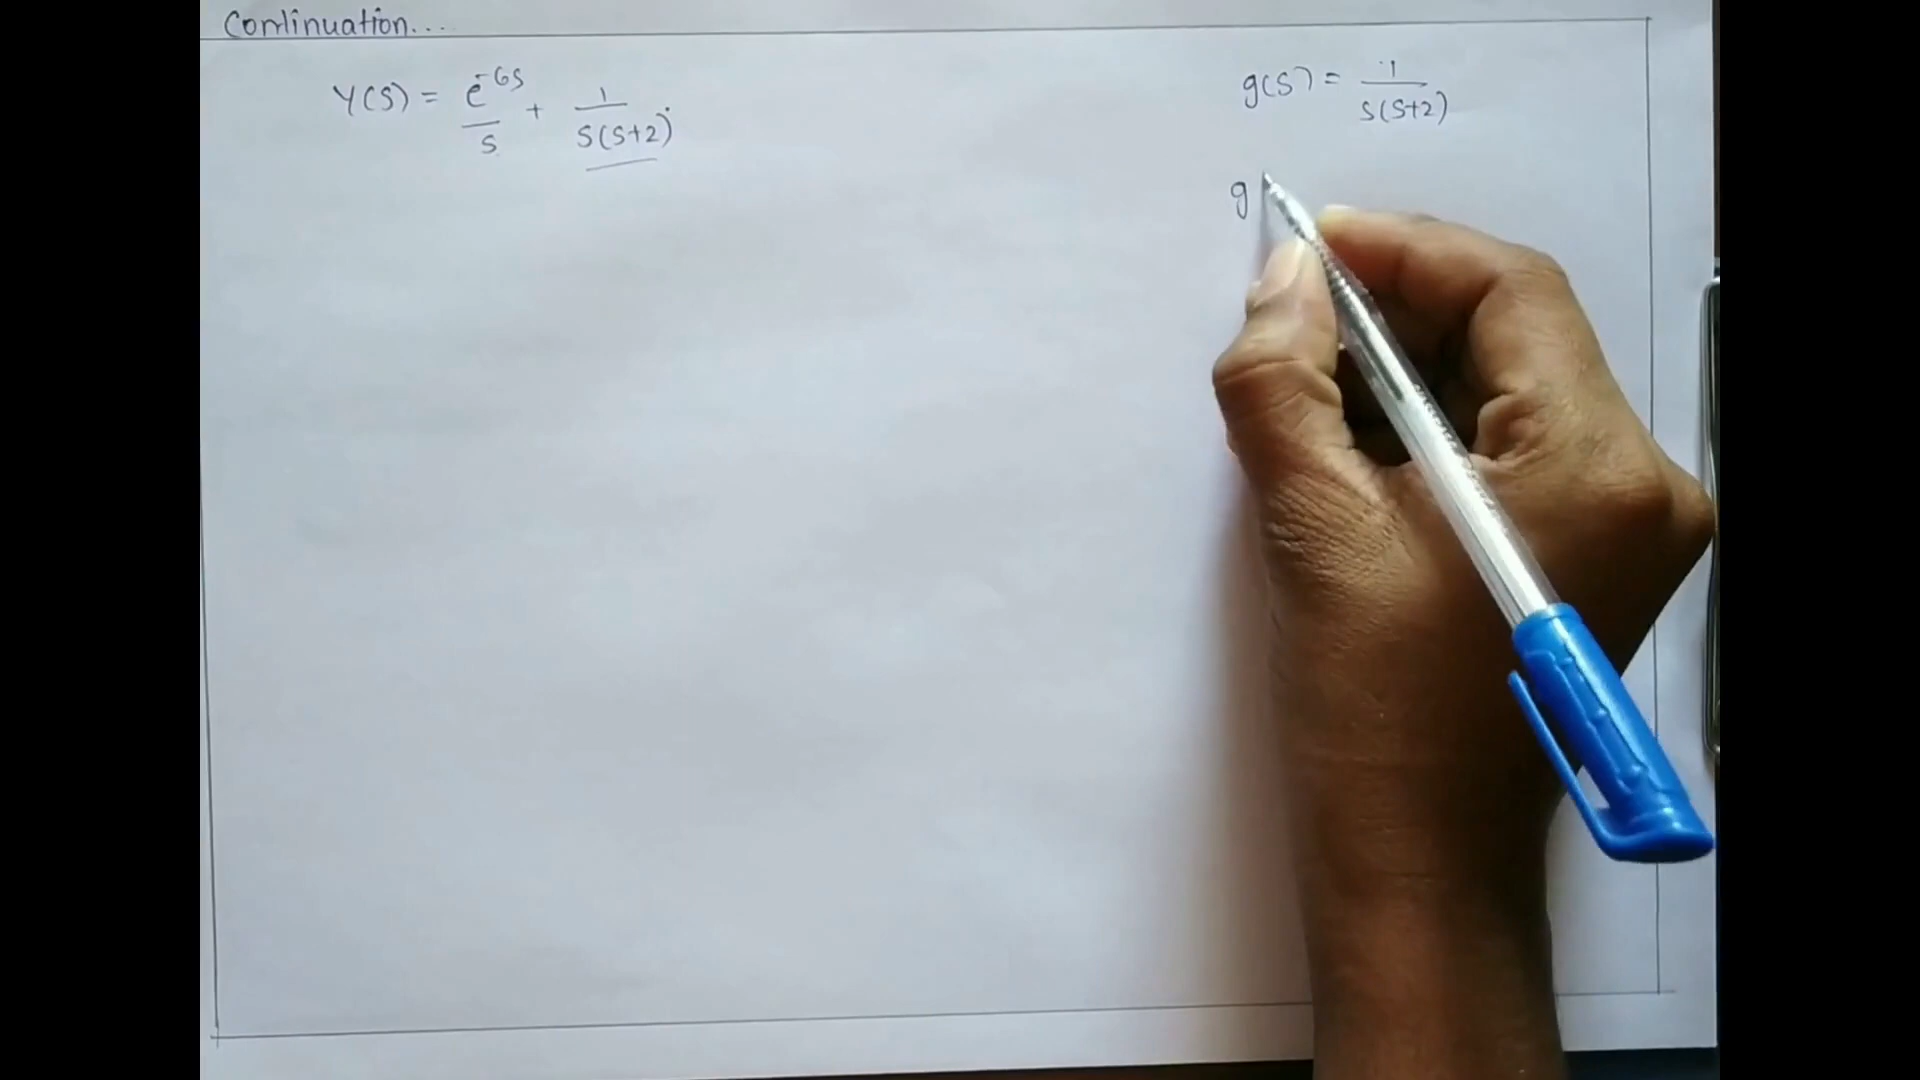 Continuation...
Y(S) = e^-6S/S + 1/S(S+2)
g(S) = 1/S(S+2)
g